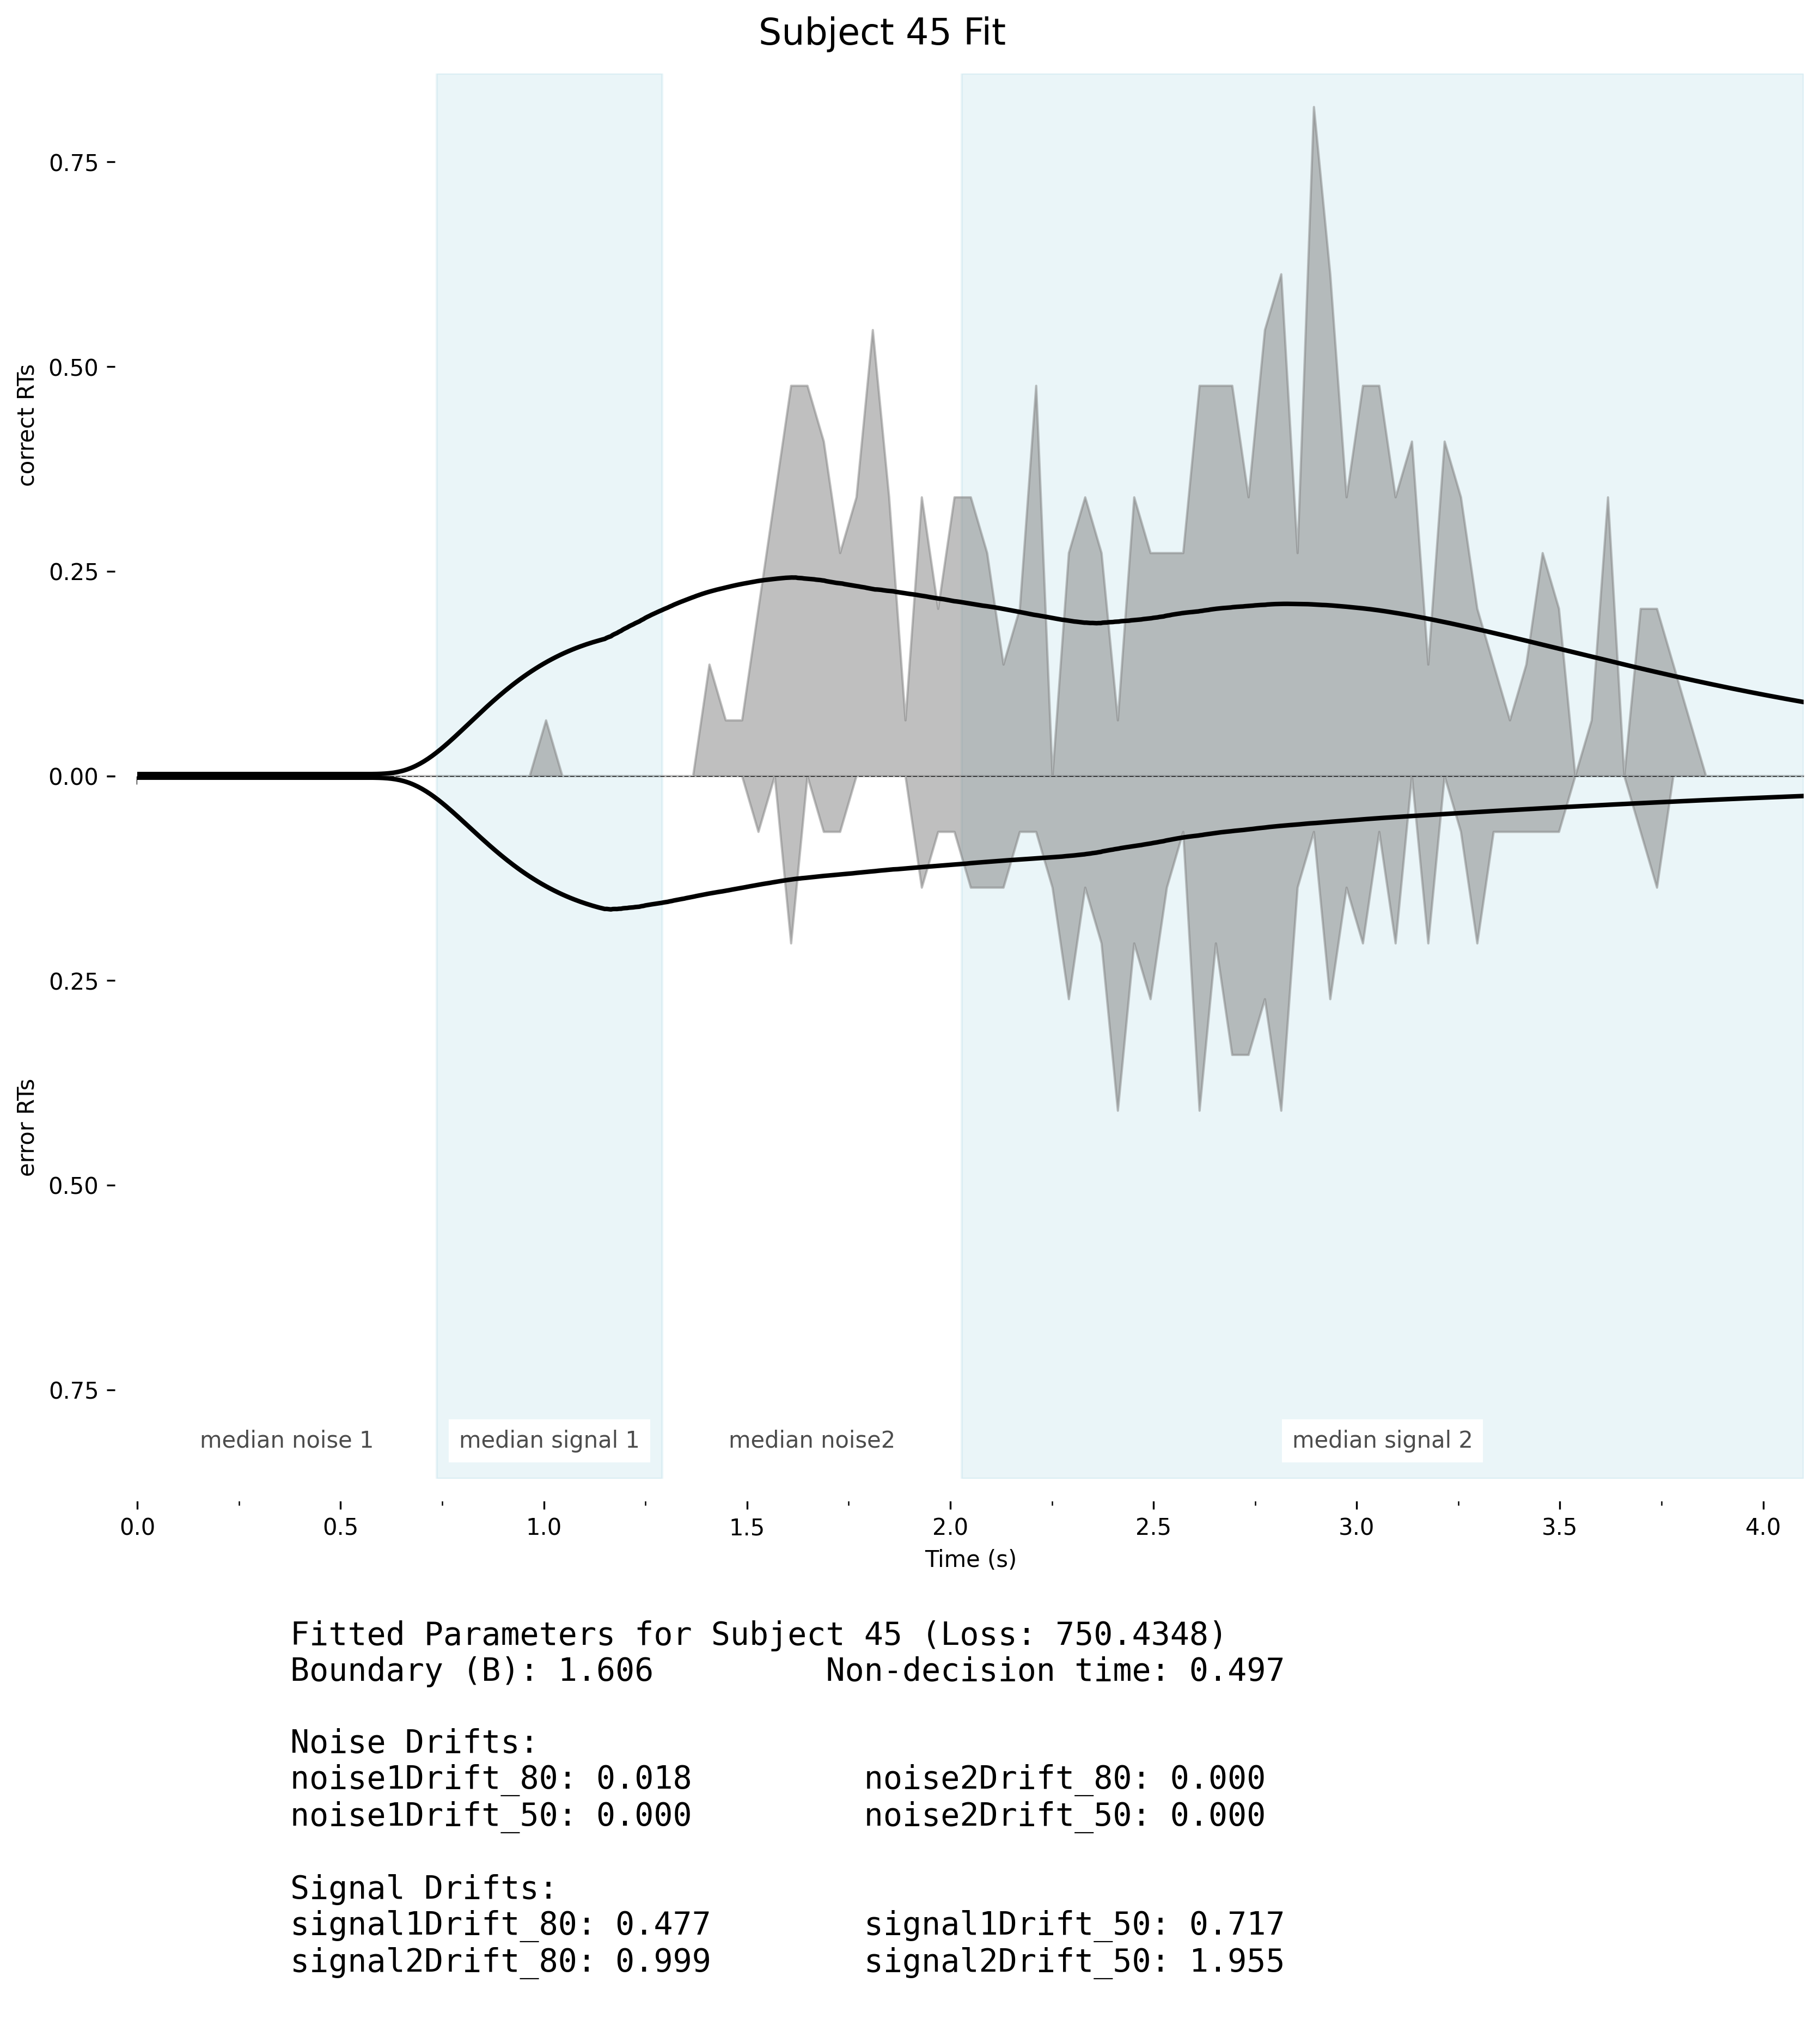 Subject 45 Fit
0.75
0.50
correct RTs
0.25
0.00
0.25
error RTs
0.50
0.75
median noise 1 median signal 1 median noise2 median signal 2
0.0 0.5 1.0 1.5 2.0 2.5 3.0 3.5 4.0
Time (s)
Fitted Parameters for Subject 45 (Loss: 750.4348)
Boundary (B): 1.606 Non-decision time: 0.497
Noise Drifts:
noise1Drift_80: 0.018 noise2Drift_80: 0.000
noise1Drift_50: 0.000 noise2Drift_50: 0.000
Signal Drifts:
signal1Drift_80: 0.477 signal1Drift_50: 0.717
signal2Drift_80: 0.999 signal2Drift_50: 1.955